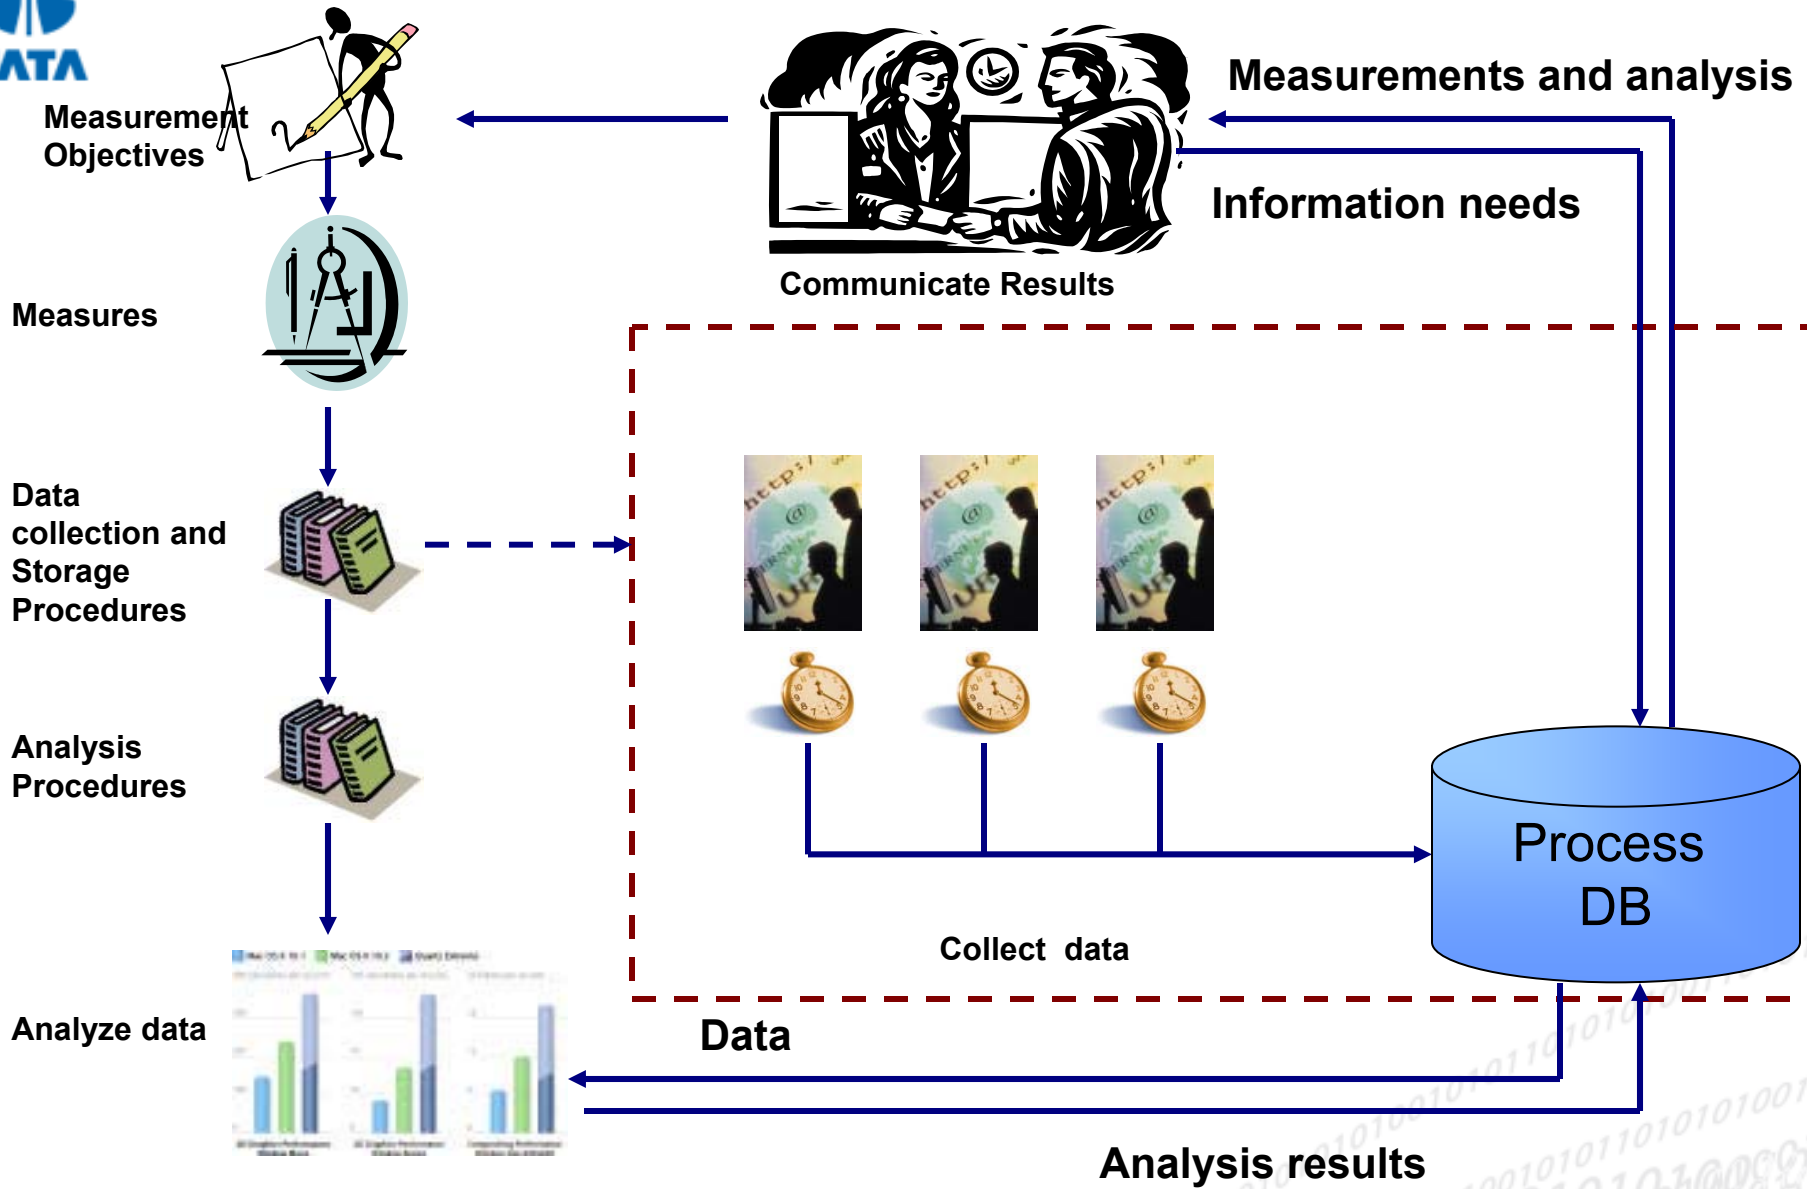 TATA
Measurement
Objectives
Measurements and analysis
Information needs
Communicate Results
Measures
Data
collection and
Storage
Procedures
Analysis
Procedures
Process
DB
Collect data
Analyze data
Data
Analysis results